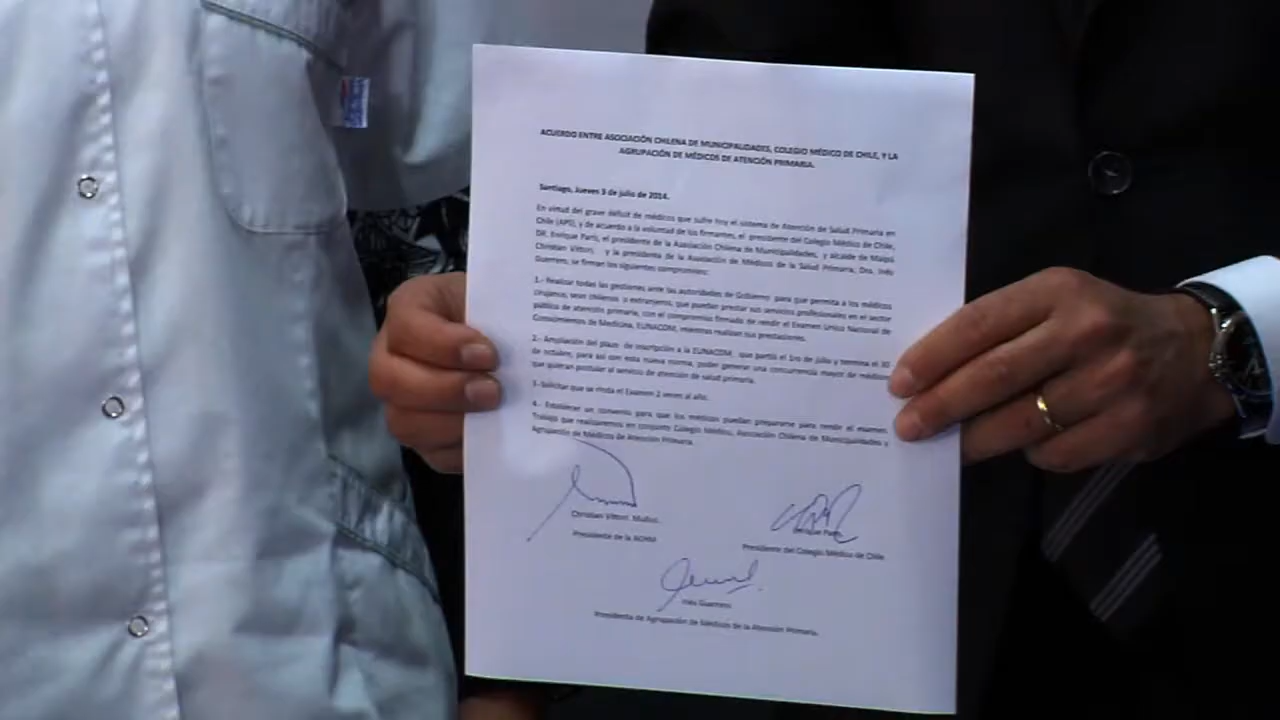 ACUERDO ENTRE ASOCIACIÓN CHILENA DE MUNICIPALIDADES, COLEGIO MÉDICO DE CHILE, Y LA
AGRUPACIÓN DE MÉDICOS DE ATENCIÓN PRIMARIA.
Santiago, Jueves 3 de julio de 2014.
En virtud del grave déficit de médicos que sufre hoy el sistema de Atención de Salud Primaria en
Chile (APS), y de acuerdo a la voluntad de los firmantes, el presidente del Colegio Médico de Chile,
DR. Enrique Paris, el presidente de la Asociación Chilena de Municipalidades, y alcalde de Maipú
Christian Vittori, y la presidenta de la Asociación de Médicos de la Salud Primaria, Dra. Inés
Guerrero, se firman los siguientes compromisos:
1.- Realizar todas las gestiones ante las autoridades de Gobierno para que permita a los médicos
cirujanos, sean chilenos o extranjeros, que puedan prestar sus servicios profesionales en el sector
público de atención primaria, con el compromiso firmado de rendir el Examen Único Nacional de
Conocimientos de Medicina, EUNACOM, mientras realizan sus prestaciones.
2.- Ampliación del plazo de inscripción a la EUNACOM, que partió el 1ro de julio y termina el 30
de octubre, para así con esta nueva norma, poder generar una concurrencia mayor de médicos
que quieran postular al servicio de atención de salud primaria.
3.-Solicitar que se rinda el Examen 2 veces al año.
4.- Establecer un convenio para que los médicos puedan prepararse para rendir el examen.
Trabajo que realizaremos en conjunto Colegio Médico, Asociación Chilena de Municipalidades y
Agrupación de Médicos de Atención Primaria.
Christian Vittori. Muñoz.
Enrique Paris.
Presidente de la ACHM
Presidente del Colegio Médico de Chile
Inés Guerrero
Presidenta de Agrupación de Médicos de la Atención Primaria.